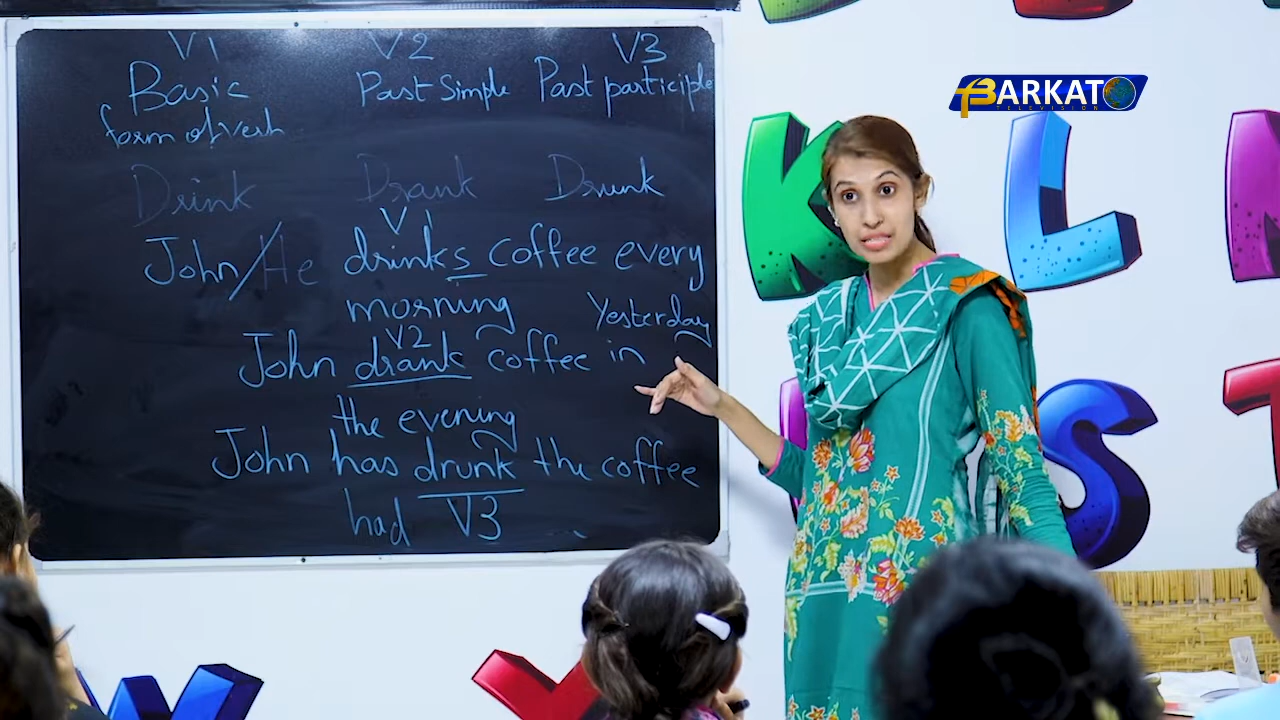 V1 V2 V3
Basic Past Simple Past participle
form of verb
Drink Drank Drunk
V1
John/He drinks coffee every
morning Yesterday
V2
John drank coffee in
the evening
John has drunk the coffee
had V3
BARKAT
TELEVISION
K L
S T